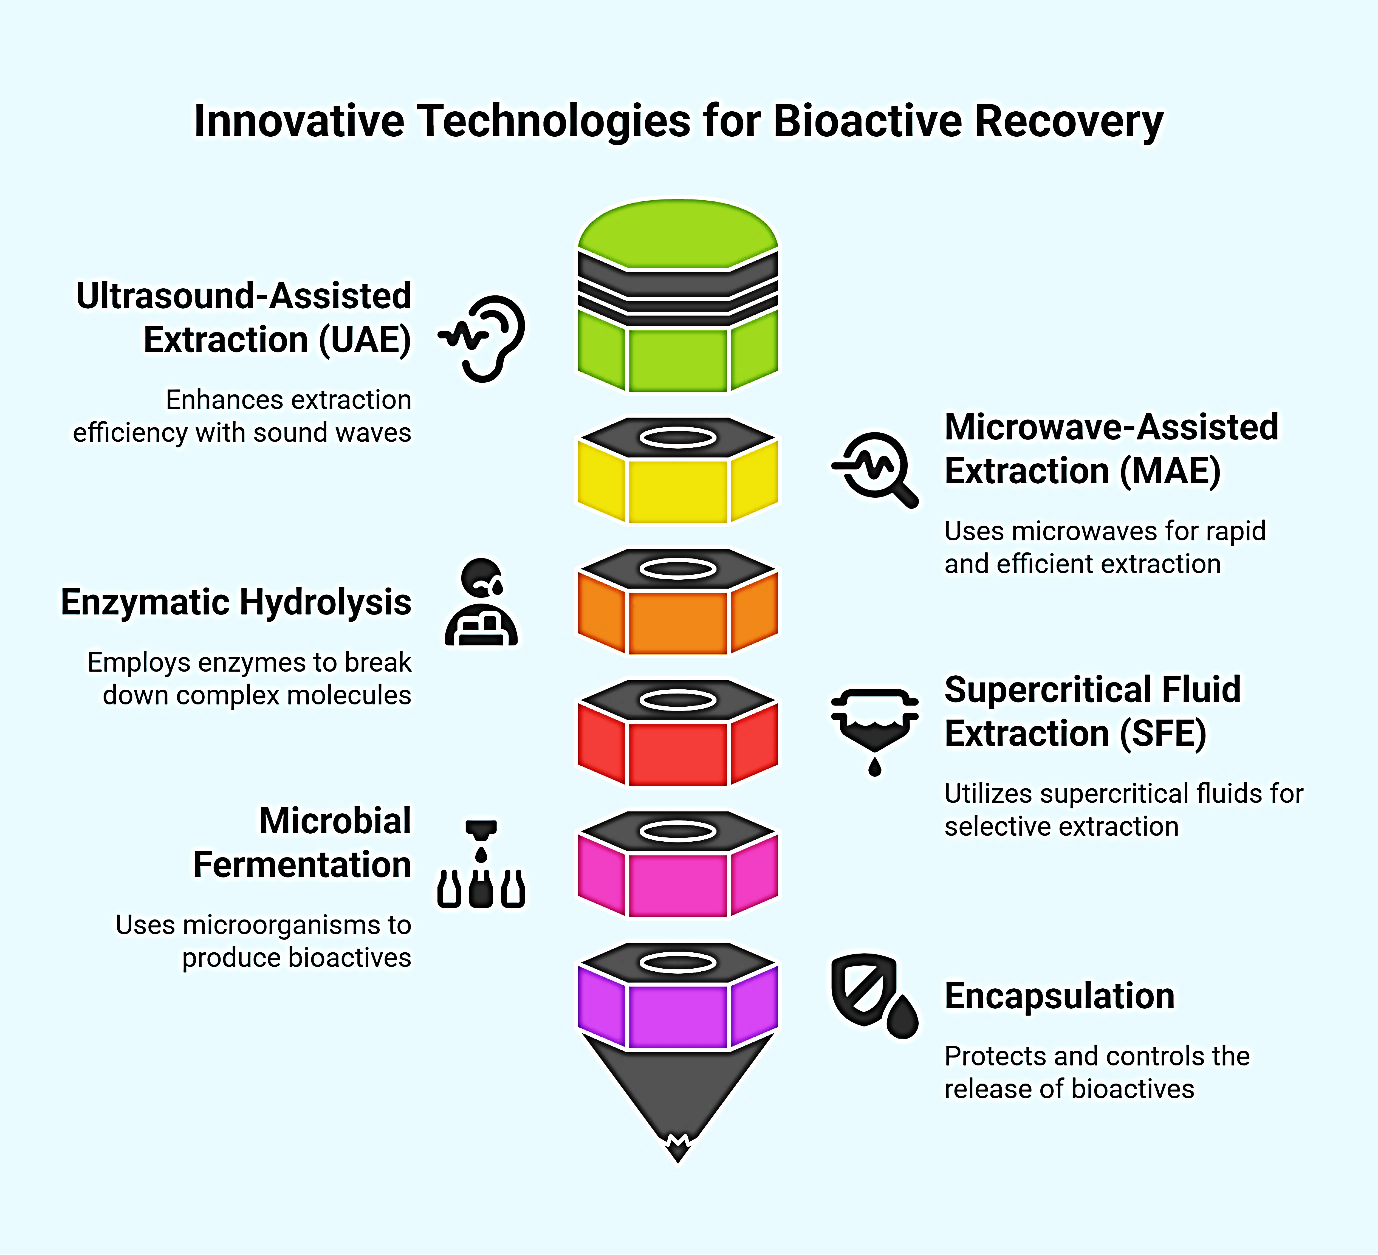 Innovative Technologies for Bioactive Recovery
Ultrasound-Assisted
Extraction (UAE)
Enhances extraction
efficiency with sound waves
Microwave-Assisted
Extraction (MAE)
Uses microwaves for rapid
and efficient extraction
Enzymatic Hydrolysis
Employs enzymes to break
down complex molecules
Supercritical Fluid
Extraction (SFE)
Utilizes supercritical fluids for
selective extraction
Microbial
Fermentation
Uses microorganisms to
produce bioactives
Encapsulation
Protects and controls the
release of bioactives